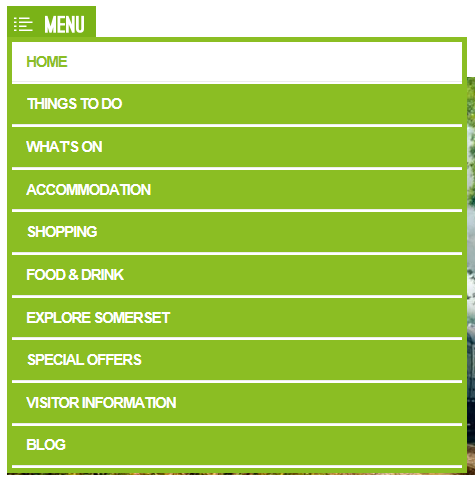 MENU
HOME
THINGS TO DO
WHAT'S ON
ACCOMMODATION
SHOPPING
FOOD & DRINK
EXPLORE SOMERSET
SPECIAL OFFERS
VISITOR INFORMATION
BLOG